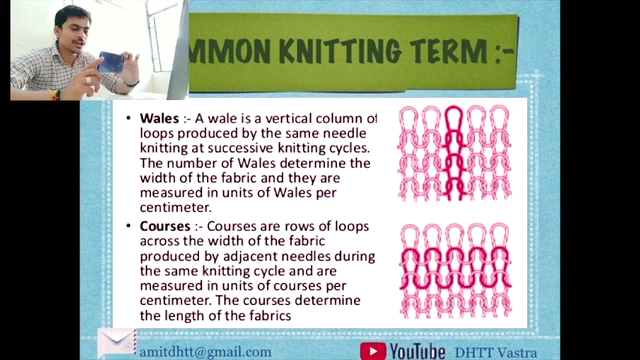 MMON KNITTING TERM :-
• Wales :- A wale is a vertical column of
loops produced by the same needle
knitting at successive knitting cycles.
The number of Wales determine the
width of the fabric and they are
measured in units of Wales per
centimeter.
• Courses :- Courses are rows of loops
across the width of the fabric
produced by adjacent needles during
the same knitting cycle and are
measured in units of courses per
centimeter. The courses determine
the length of the fabrics
amitdhtt@gmail.com
YouTube DHTT Vastra